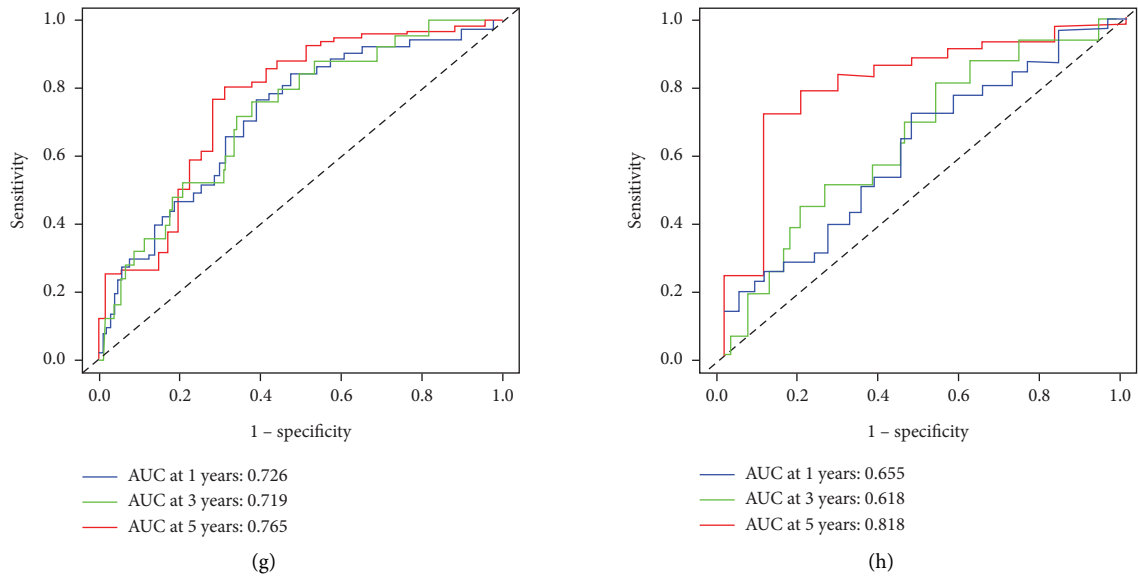 1.0
0.8
0.6
0.4
0.2
0.0
Sensitivity
0.0 0.2 0.4 0.6 0.8 1.0
1 – specificity
AUC at 1 years: 0.726
AUC at 3 years: 0.719
AUC at 5 years: 0.765
(g)
1.0
0.8
0.6
0.4
0.2
0.0
Sensitivity
0.0 0.2 0.4 0.6 0.8 1.0
1 – specificity
AUC at 1 years: 0.655
AUC at 3 years: 0.618
AUC at 5 years: 0.818
(h)